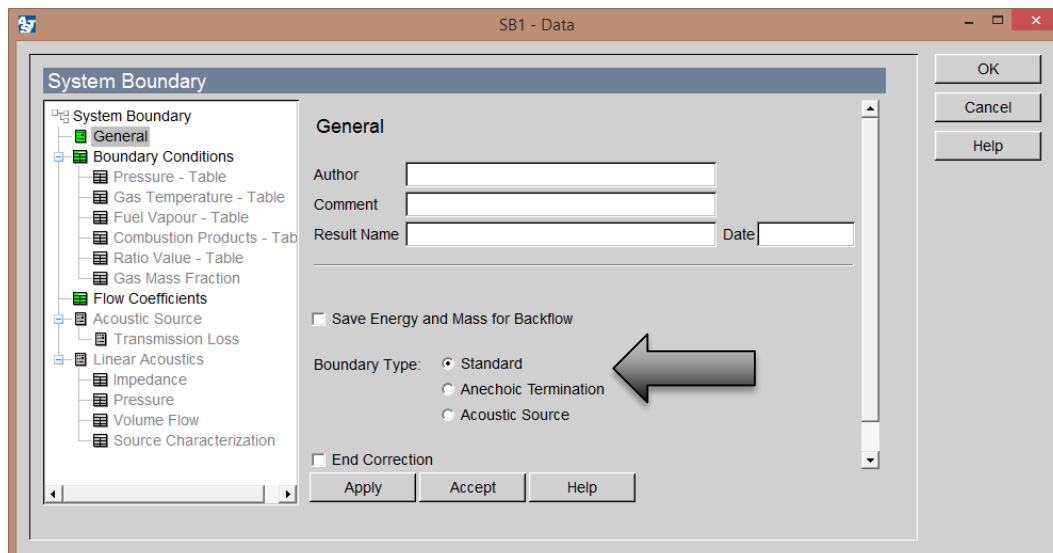 SB1 - Data
System Boundary
OK
Cancel
Help
System Boundary
General
Boundary Conditions
Pressure - Table
Gas Temperature - Table
Fuel Vapour - Table
Combustion Products - Tab
Ratio Value - Table
Gas Mass Fraction
Flow Coefficients
Acoustic Source
Transmission Loss
Linear Acoustics
Impedance
Pressure
Volume Flow
Source Characterization
General
Author
Comment
Result Name Date
Save Energy and Mass for Backflow
Boundary Type: Standard
Anechoic Termination
Acoustic Source
End Correction
Apply Accept Help